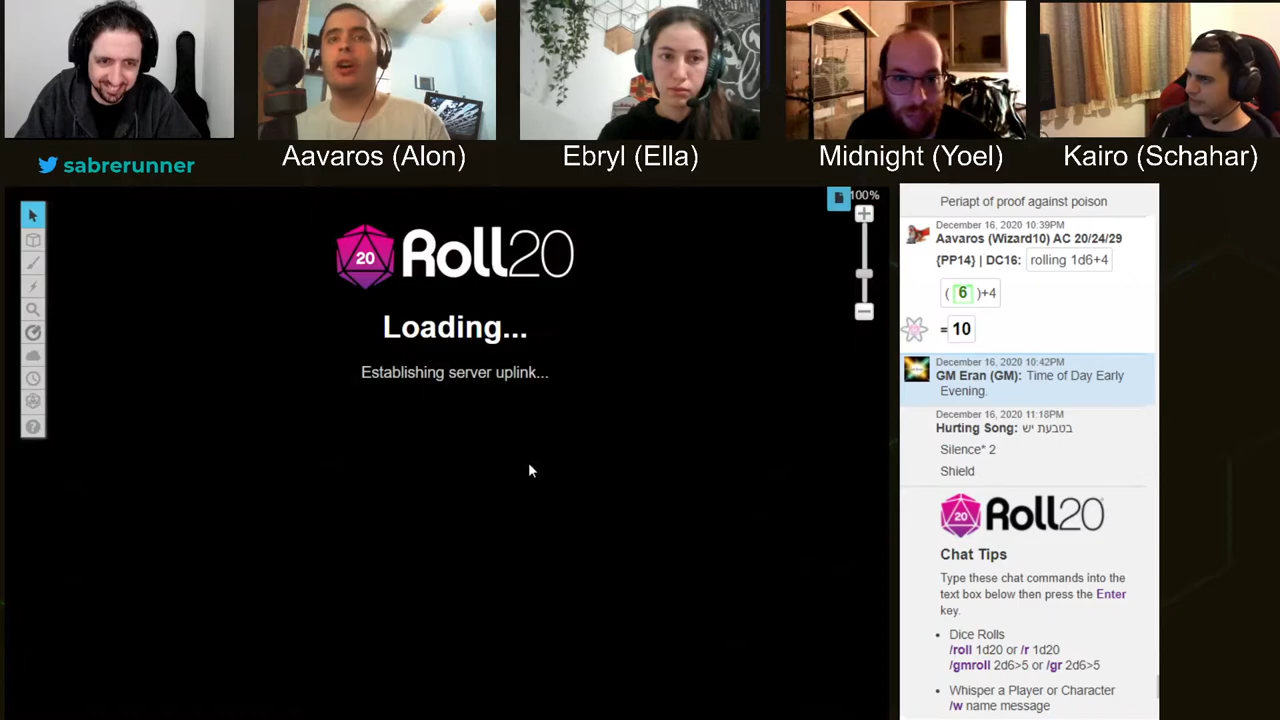 sabrerunner
Aavaros (Alon)
Ebryl (Ella)
Midnight (Yoel)
Kairo (Schahar)
100%
20
Roll20
Loading...
Establishing server uplink...
Periapt of proof against poison
December 16, 2020 10:39PM
Aavaros (Wizard10) AC 20/24/29
{PP14} | DC16: rolling 1d6+4
( 6 )+4
= 10
December 16, 2020 10:42PM
GM Eran (GM): Time of Day Early
Evening.
December 16, 2020 11:18PM
Hurting Song: בטבעת יש
Silence* 2
Shield
20
Roll20
Chat Tips
Type these chat commands into the
text box below then press the Enter
key.
• Dice Rolls
/roll 1d20 or /r 1d20
/gmroll 2d6>5 or /gr 2d6>5
• Whisper a Player or Character
/w name message